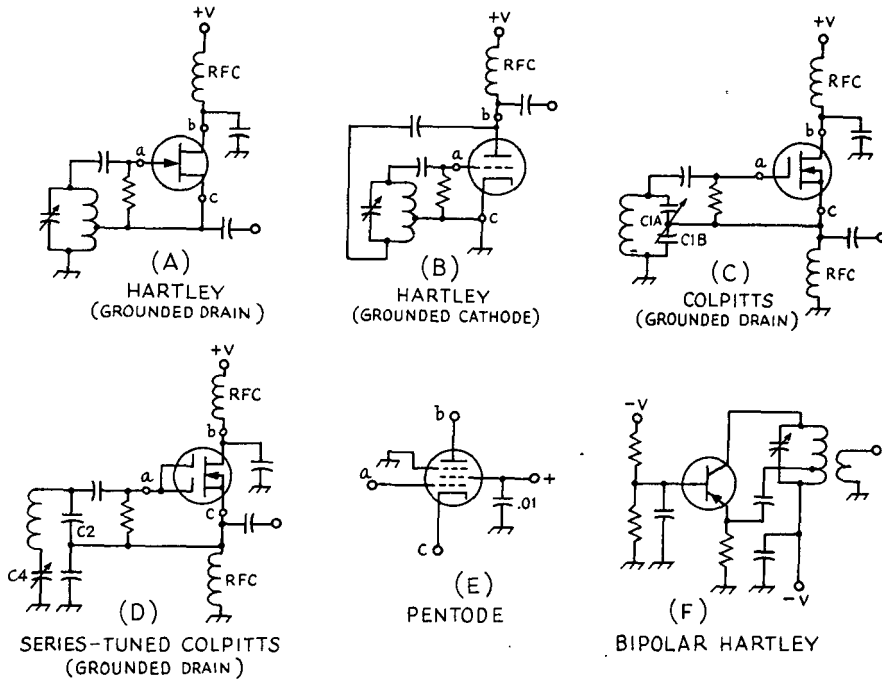 +V
RFC
b
a
c
(A)
HARTLEY
(GROUNDED DRAIN)
+V
RFC
b
a
c
(B)
HARTLEY
(GROUNDED CATHODE)
+V
RFC
b
a
c
C1A
C1B
RFC
(C)
COLPITTS
(GROUNDED DRAIN)
+V
RFC
b
a
c
C2
C4
RFC
(D)
SERIES-TUNED COLPITTS
(GROUNDED DRAIN)
b
a
+
.01
C
(E)
PENTODE
-V
-V
(F)
BIPOLAR HARTLEY